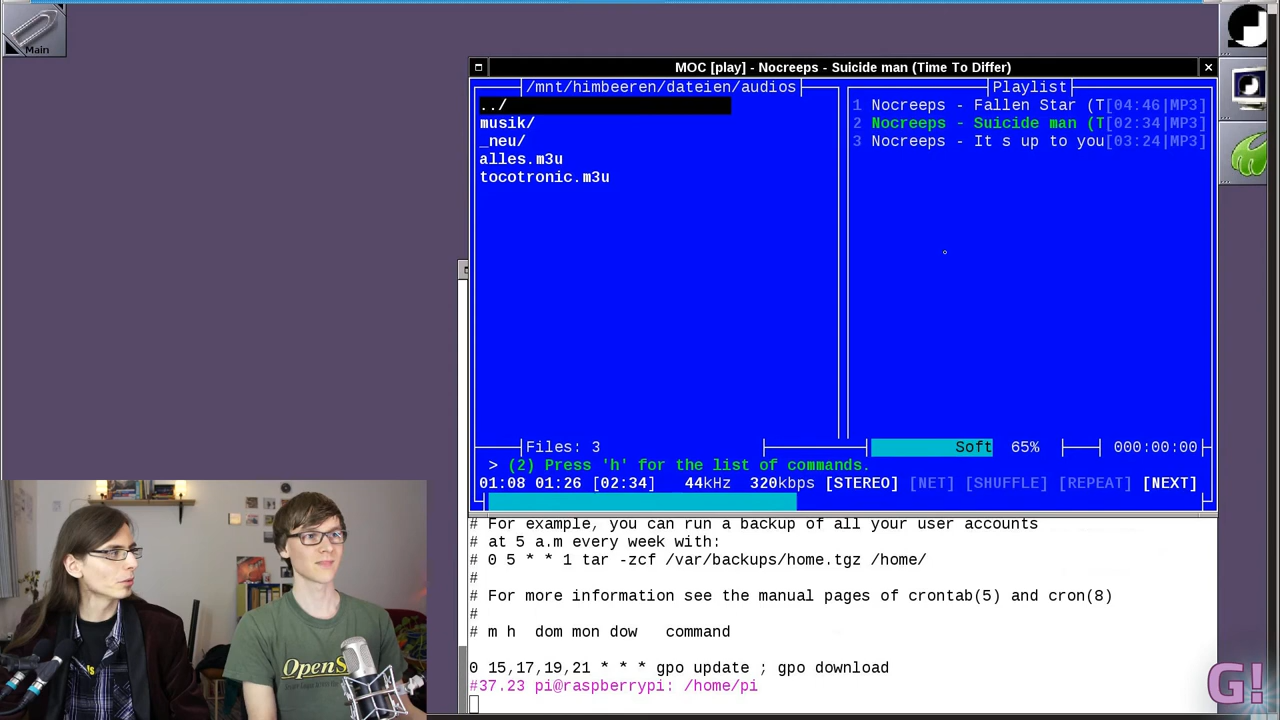 Main
MOC [play] - Nocreeps - Suicide man (Time To Differ)
/mnt/himbeeren/dateien/audios
../
musik/
_neu/
alles.m3u
tocotronic.m3u
Playlist
1 Nocreeps - Fallen Star (T[04:46|MP3]
2 Nocreeps - Suicide man (T[02:34|MP3]
3 Nocreeps - It s up to you[03:24|MP3]
Files: 3
Soft 65% 000:00:00
> (2) Press 'h' for the list of commands.
01:08 01:26 [02:34] 44kHz 320kbps [STEREO] [NET] [SHUFFLE] [REPEAT] [NEXT]
# For example, you can run a backup of all your user accounts
# at 5 a.m every week with:
# 0 5 * * 1 tar -zcf /var/backups/home.tgz /home/
#
# For more information see the manual pages of crontab(5) and cron(8)
#
# m h dom mon dow command
0 15,17,19,21 * * * gpo update ; gpo download
#37.23 pi@raspberrypi: /home/pi
OpenS
G!